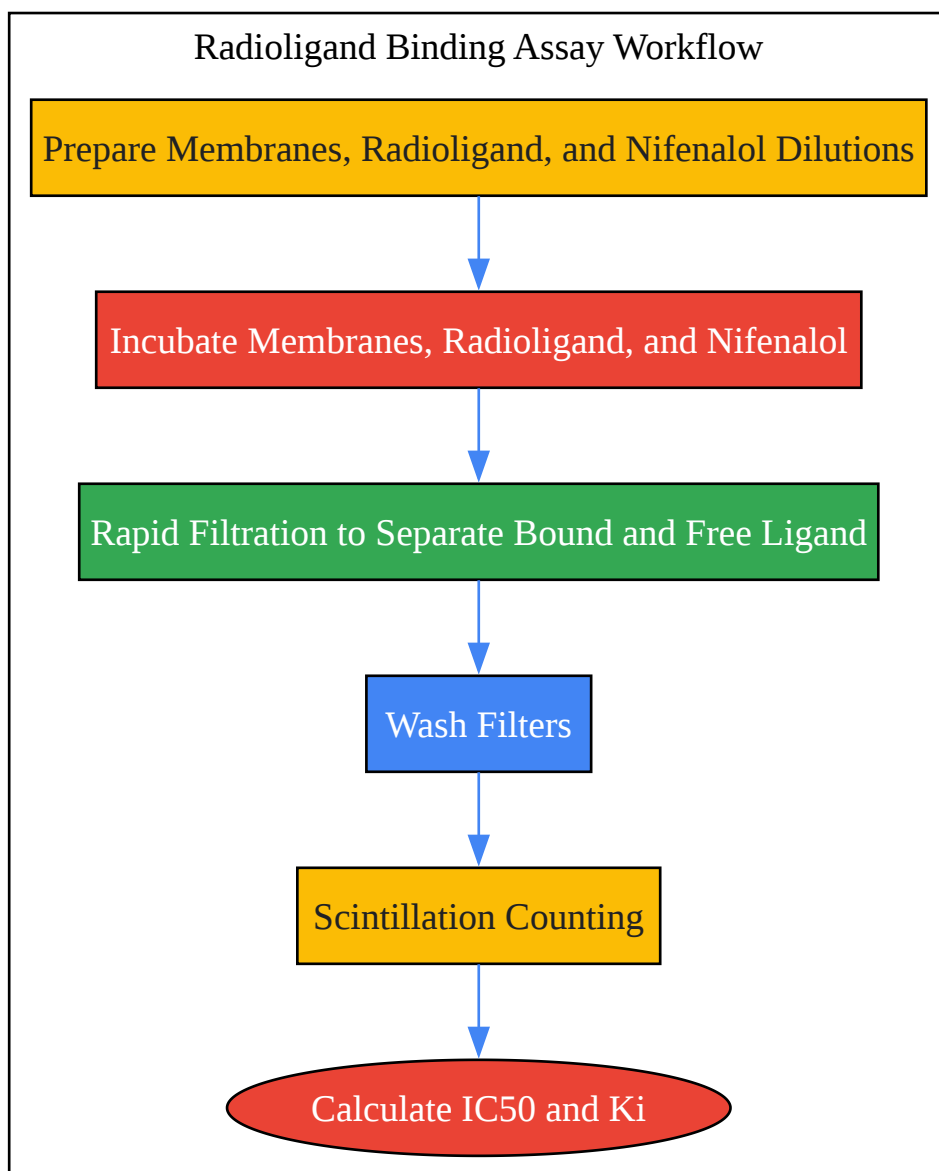 Radioligand Binding Assay Workflow
Prepare Membranes, Radioligand, and Nifenalol Dilutions
Incubate Membranes, Radioligand, and Nifenalol
Rapid Filtration to Separate Bound and Free Ligand
Wash Filters
Scintillation Counting
Calculate IC50 and Ki